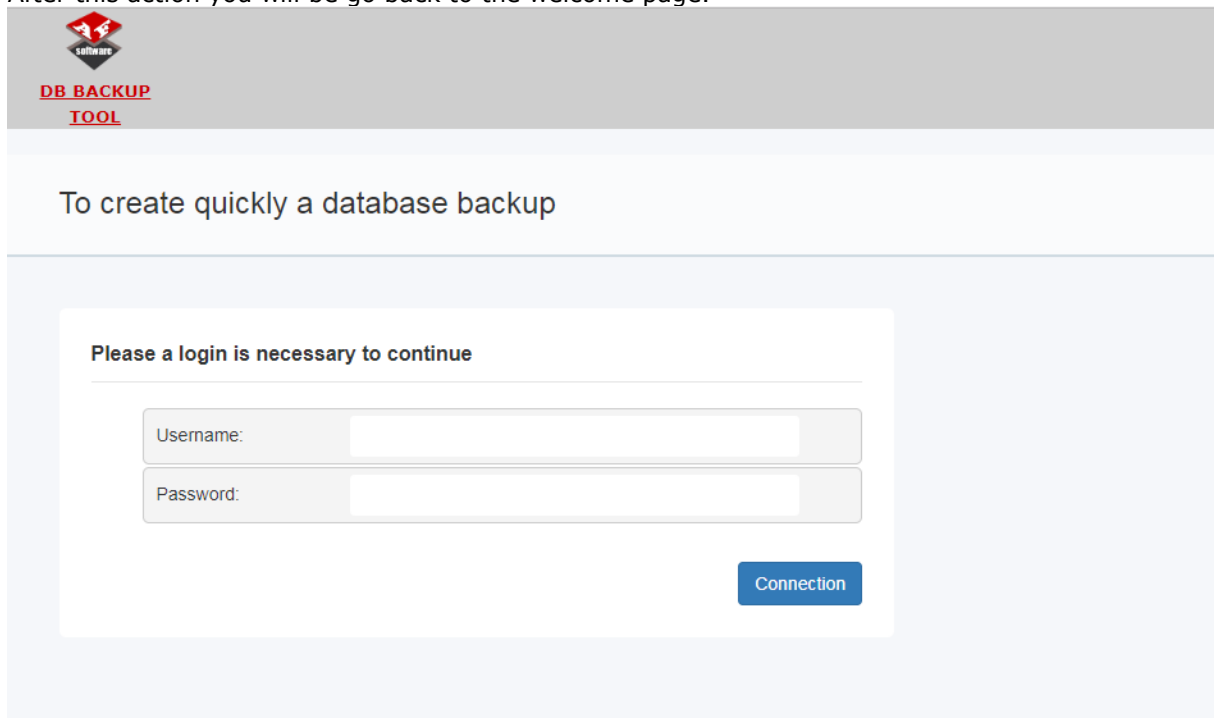 After this action you will be go back to the welcome page.
software
DB BACKUP
TOOL
To create quickly a database backup
Please a login is necessary to continue
Username:
Password:
Connection